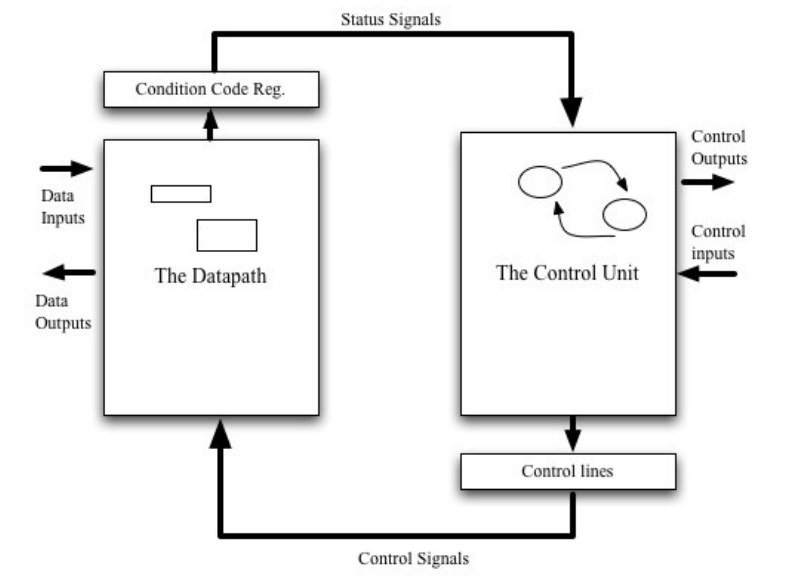 Status Signals
Condition Code Reg.
Control
Outputs
Data
Inputs
Control
inputs
The Datapath
The Control Unit
Data
Outputs
Control lines
Control Signals